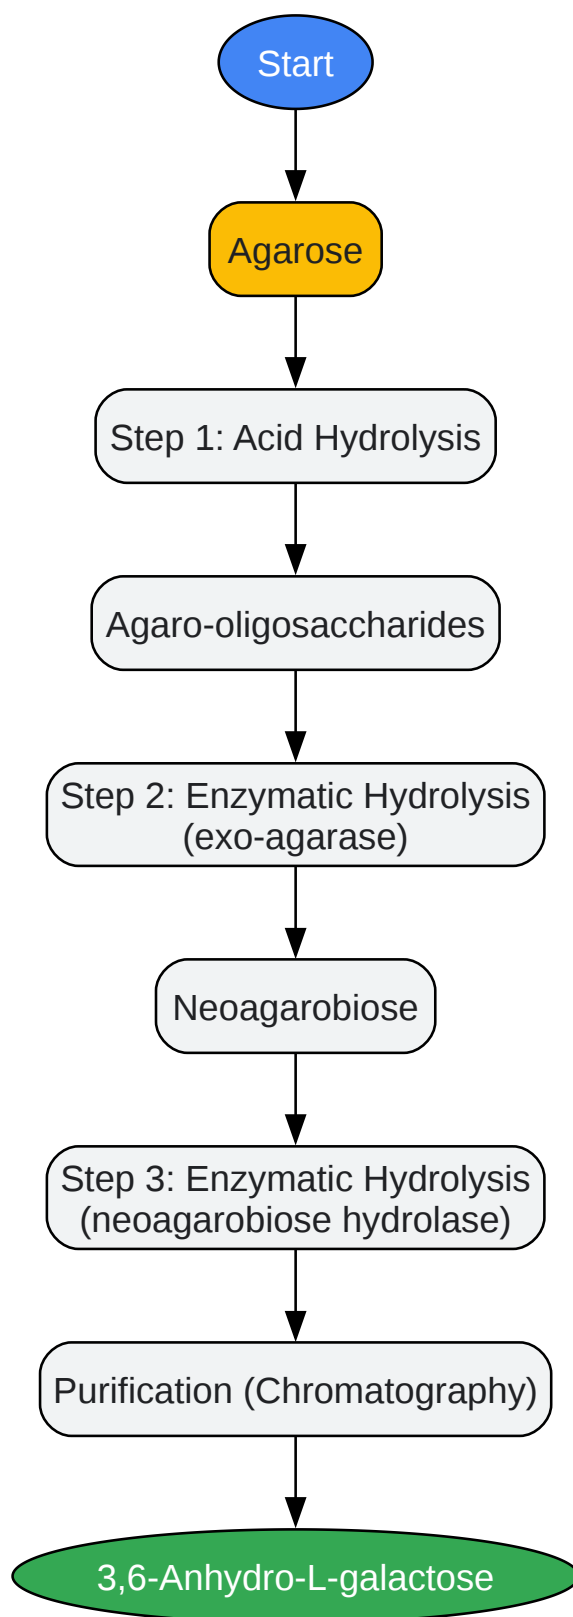 Start
Agarose
Step 1: Acid Hydrolysis
Agaro-oligosaccharides
Step 2: Enzymatic Hydrolysis
(exo-agarase)
Neoagarobiose
Step 3: Enzymatic Hydrolysis
(neoagarobiose hydrolase)
Purification (Chromatography)
3,6-Anhydro-L-galactose